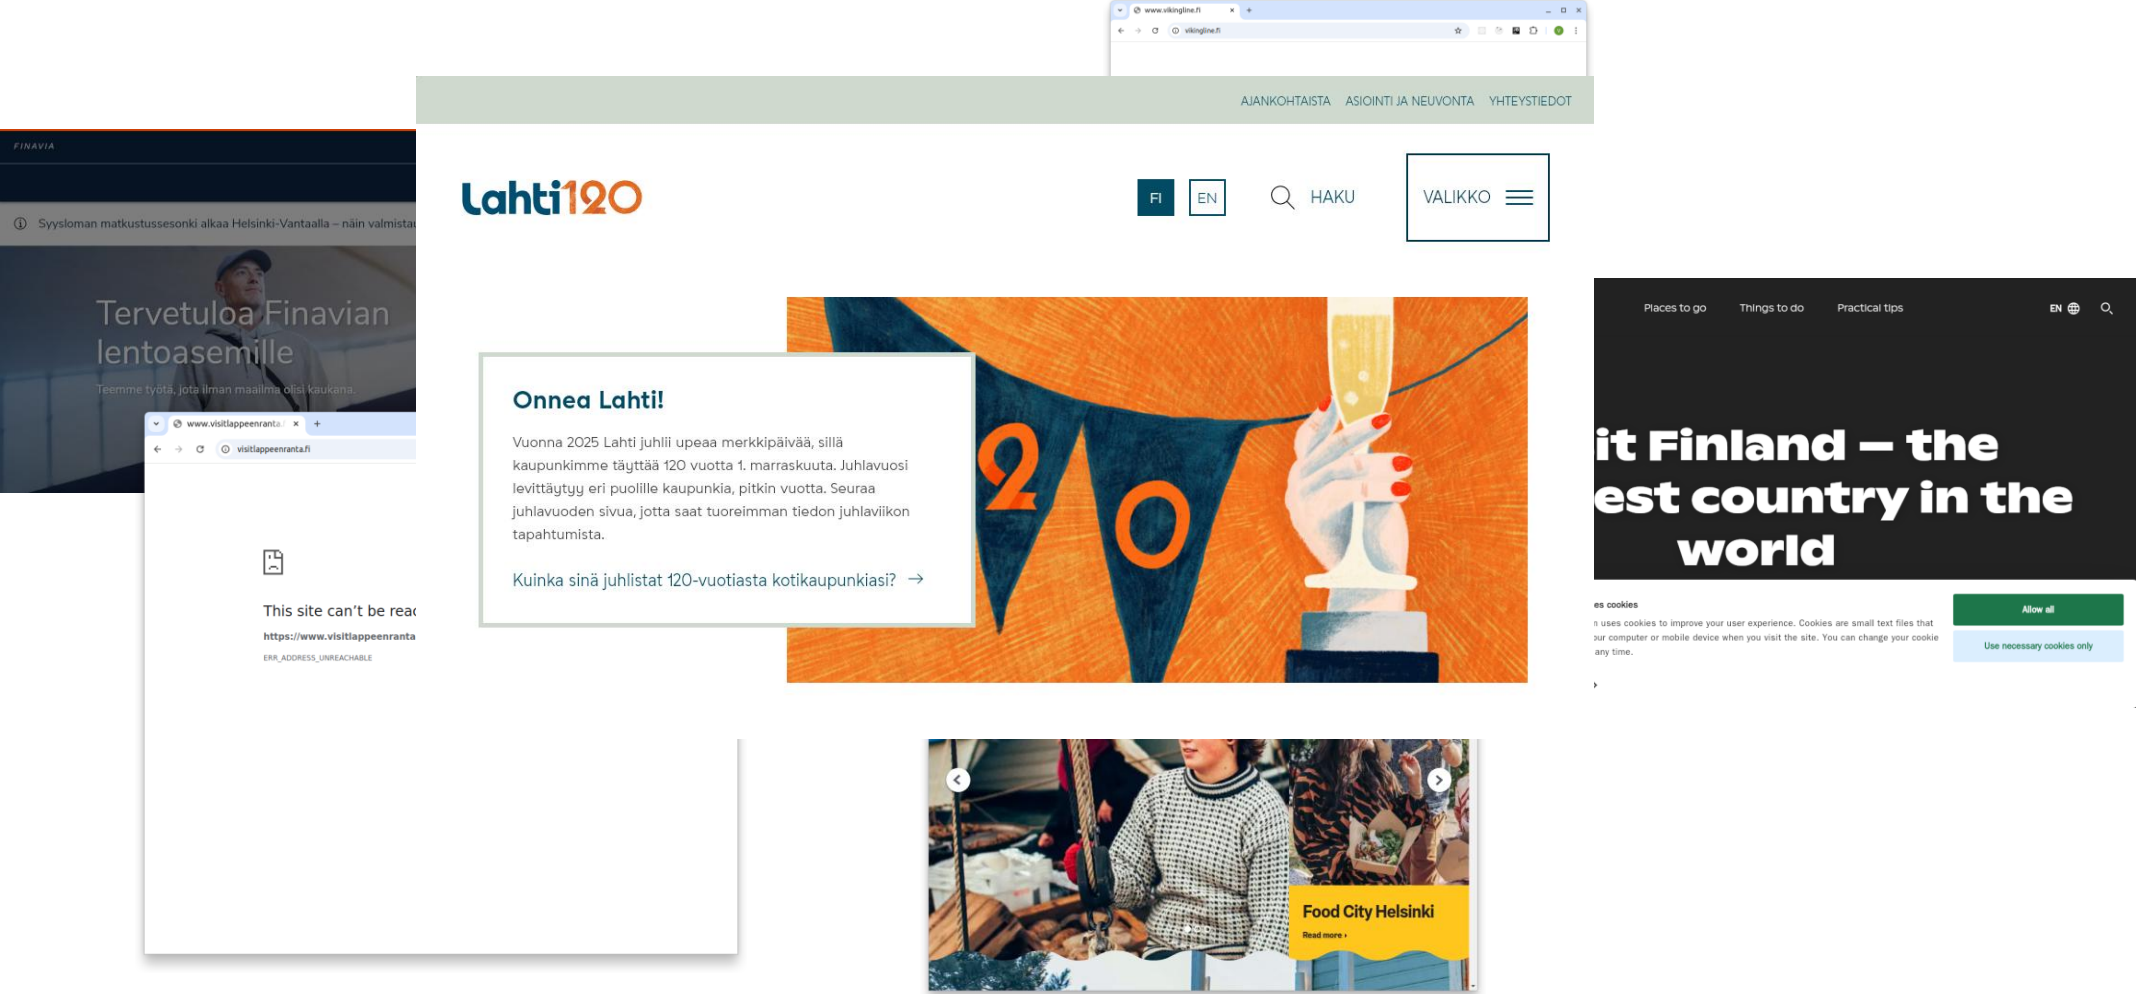 www.vikingline.fi
vikingline.fi
AJANKOHTAISTA ASIOINTI JA NEUVONTA YHTEYSTIEDOT
FINAVIA
Syysloman matkustussesonki alkaa Helsinki-Vantaalla – näin valmistau
Tervetuloa Finavian
lentoasemille
Teemme työtä, jota ilman maailma olisi kaukana.
Lahti120
FI EN HAKU VALIKKO
Onnea Lahti!
Vuonna 2025 Lahti juhlii upeaa merkkipäivää, sillä
kaupunkimme täyttää 120 vuotta 1. marraskuuta. Juhlavuosi
levittäytyy eri puolille kaupunkia, pitkin vuotta. Seuraa
juhlavuoden sivua, jotta saat tuoreimman tiedon juhlaviikon
tapahtumista.
Kuinka sinä juhlistat 120-vuotiasta kotikaupunkiasi?
20
Places to go Things to do Practical tips EN
it Finland – the
est country in the
world
es cookies
uses cookies to improve your user experience. Cookies are small text files that
our computer or mobile device when you visit the site. You can change your cookie
any time.
Allow all
Use necessary cookies only
www.visitlappeenranta.
visitlappeenranta.fi
This site can't be reac
https://www.visitlappeenranta
ERR_ADDRESS_UNREACHABLE
Food City Helsinki
Read more